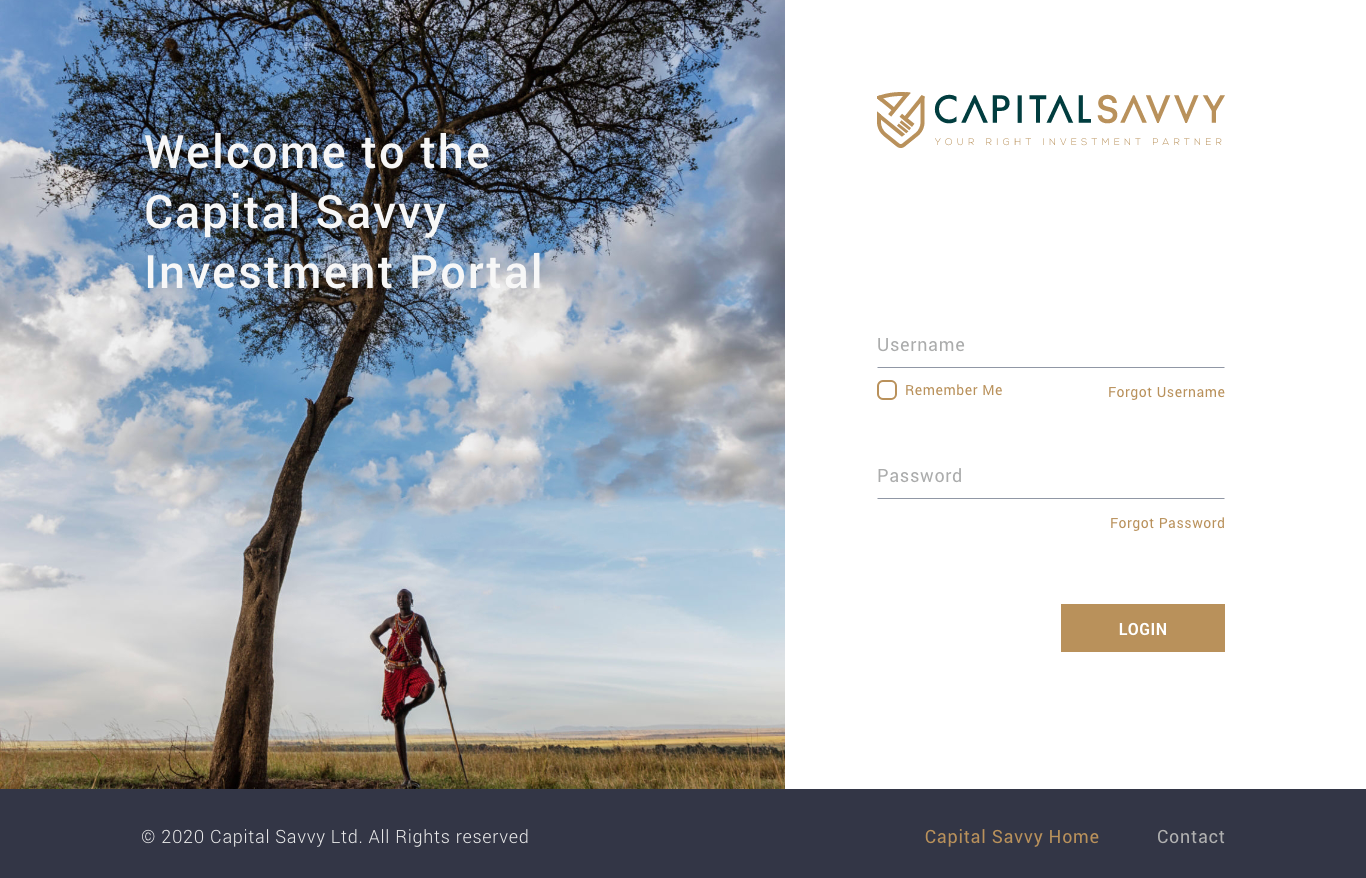 Welcome to the
Capital Savvy
Investment Portal
CAPITALSAVVY
YOUR RIGHT INVESTMENT PARTNER
Username
Remember Me
Forgot Username
Password
Forgot Password
LOGIN
© 2020 Capital Savvy Ltd. All Rights reserved
Capital Savvy Home
Contact